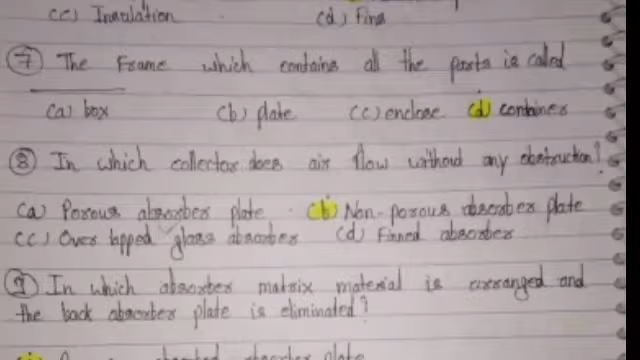 (c) Insulation (d) Fins
7 The Frame which contains all the parts is called
(a) box (b) plate (c) enclose (d) container
8 In which collector does air flow without any obstruction?
(a) Porous absorber plate (b) Non-porous absorber plate
(c) Over lapped glass absorber (d) Finned absorber
9 In which absorber matrix material is arranged and
the back absorber plate is eliminated?
absorber plate